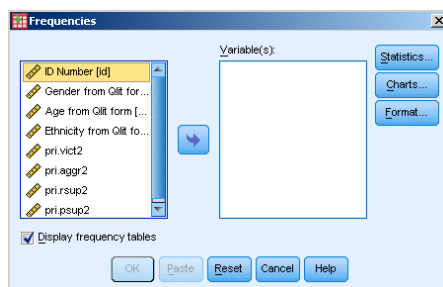 Frequencies
Variable(s):
ID Number [id]
Gender from Qlit for...
Age from Qlit form [...
Ethnicity from Qlit fo...
pri.vict2
pri.aggr2
pri.rsup2
pri.psup2
Statistics...
Charts...
Format...
Display frequency tables
OK Paste Reset Cancel Help